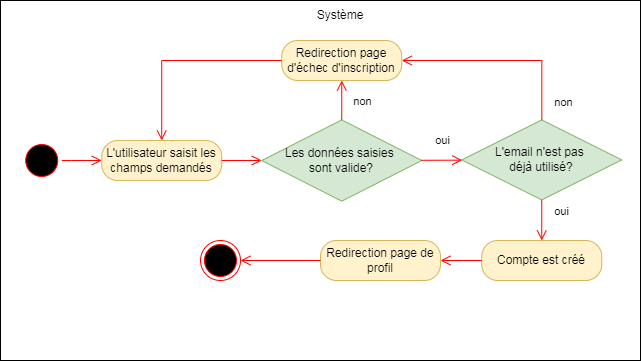 Système
Redirection page
d'échec d'inscription
non
non
L'utilisateur saisit les
champs demandés
Les données saisies
sont valide?
oui
L'email n'est pas
déjà utilisé?
oui
Redirection page de
profil
Compte est créé